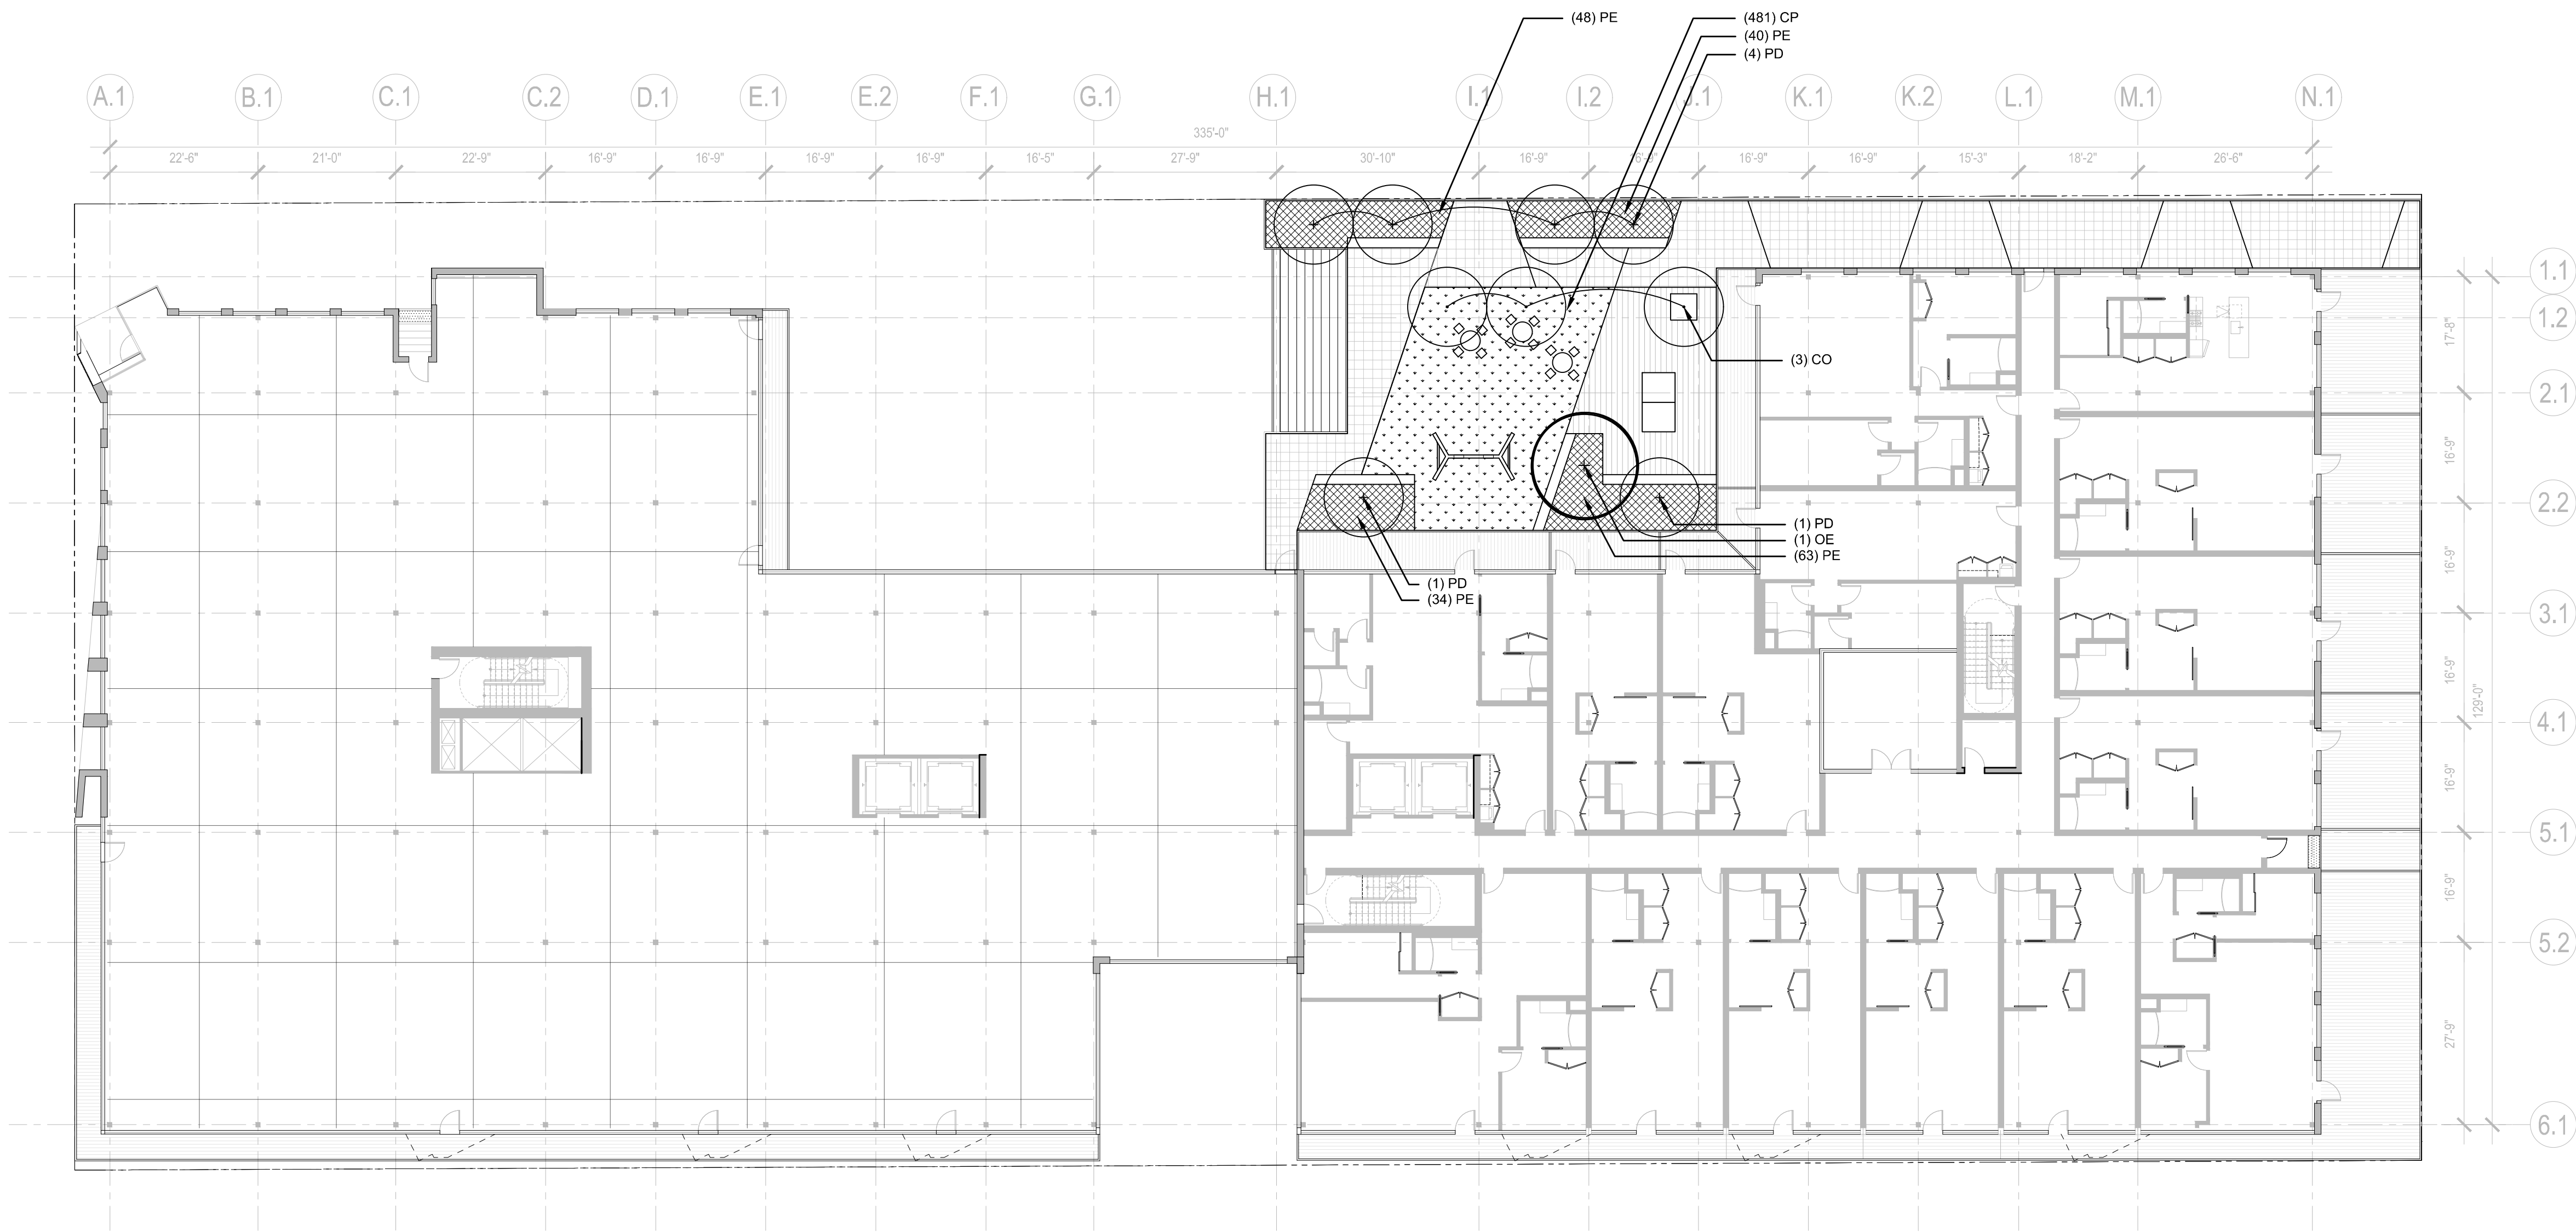 (48) PE
(481) CP
(40) PE
(4) PD
A.1 B.1 C.1 C.2 D.1 E.1 E.2 F.1 G.1 H.1 I.1 I.2 J.1 K.1 K.2 L.1 M.1 N.1
335'-0"
22'-6" 21'-0" 22'-9" 16'-9" 16'-9" 16'-9" 16'-9" 16'-5" 27'-9" 30'-10" 16'-9" 16'-9" 16'-9" 16'-9" 15'-3" 18'-2" 26'-6"
1.1
1.2
17'-8"
(3) CO
2.1
16'-9"
2.2
(1) PD
(1) OE
(63) PE
16'-9"
(1) PD
(34) PE
3.1
16'-9"
129'-0"
4.1
16'-9"
5.1
16'-9"
5.2
27'-9"
6.1